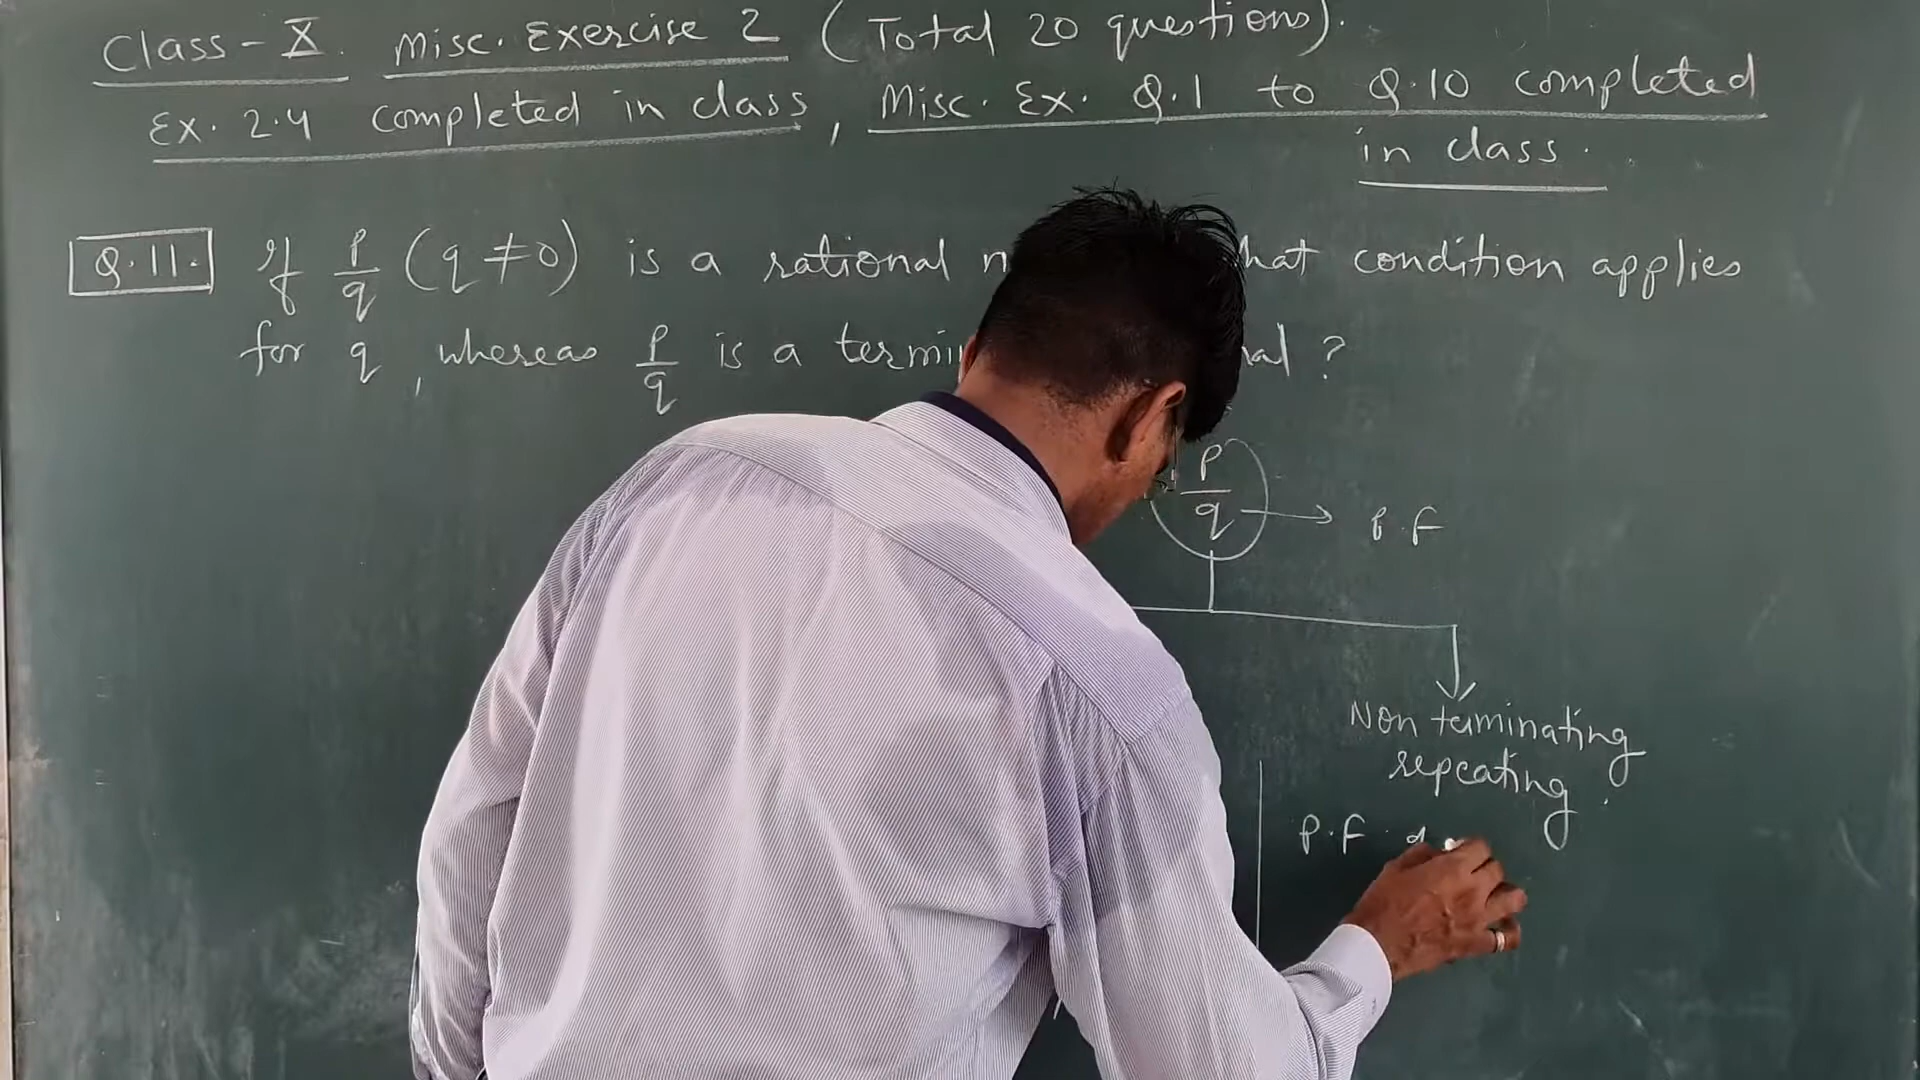 Class - X. Misc. Exercise 2 (Total 20 questions).
Ex. 2.4 completed in class, Misc. Ex. Q.1 to Q.10 completed
in class.
Q.11. If p/q (q ≠ 0) is a rational condition applies
for q, whereas p/q is a ?
p/q → P.F
Non terminating
repeating.
P.F.